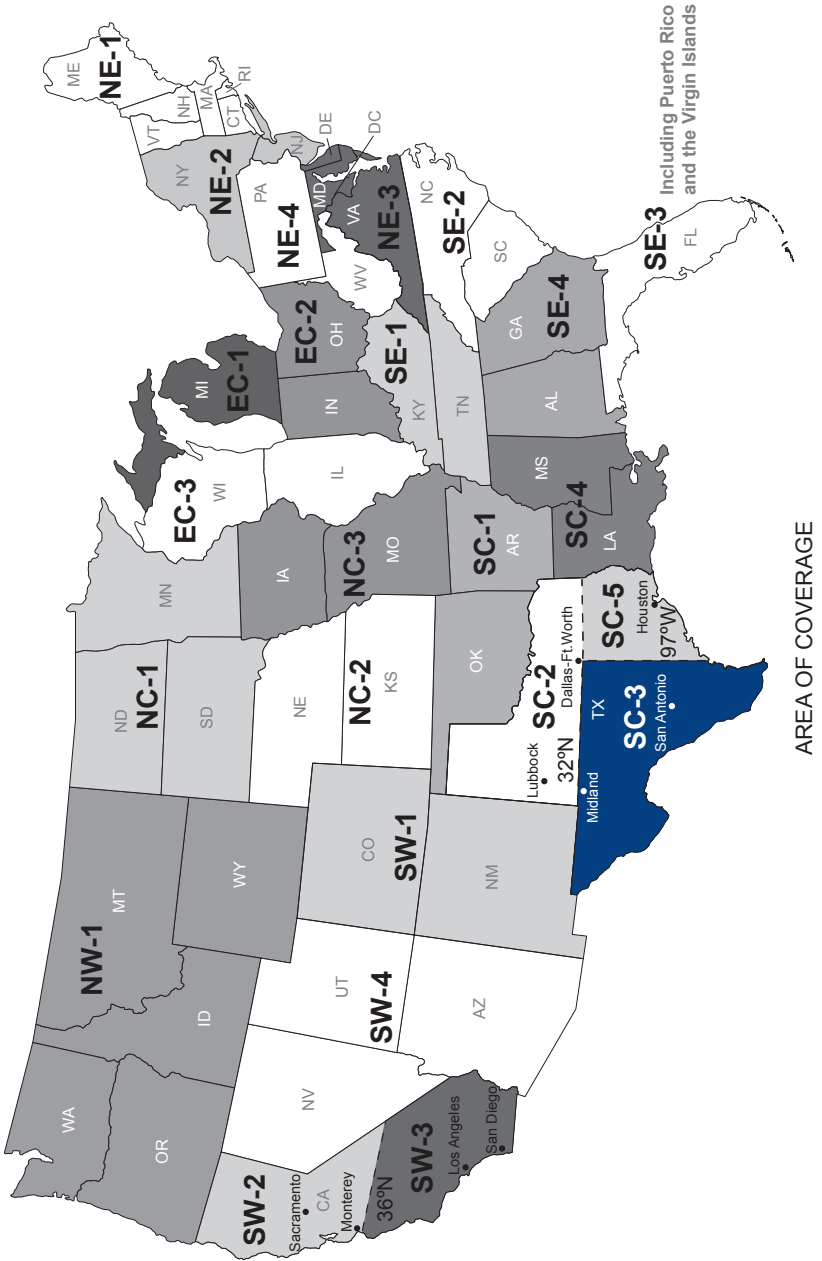 WA
OR
ID
NW-1
MT
WY
ND
NC-1
SD
MN
NE
NC-2
KS
IA
NC-3
MO
EC-3
WI
IL
MI
EC-1
IN
EC-2
OH
SE-1
KY
TN
WV
NE-4
PA
NE-2
NY
NJ
VT
NH
ME
NE-1
MA
CT
RI
DE
DC
MD
VA
NE-3
NC
SE-2
SC
GA
SE-4
AL
MS
SC-4
LA
SC-1
AR
OK
SC-2
Lubbock
Dallas-Ft.Worth
32ºN
Midland
TX
SC-3
San Antonio
SC-5
Houston
97ºW
CO
SW-1
NM
UT
SW-4
AZ
NV
SW-2
Sacramento
CA
Monterey
36ºN
SW-3
Los Angeles
San Diego
SE-3
FL
Including Puerto Rico
and the Virgin Islands
AREA OF COVERAGE